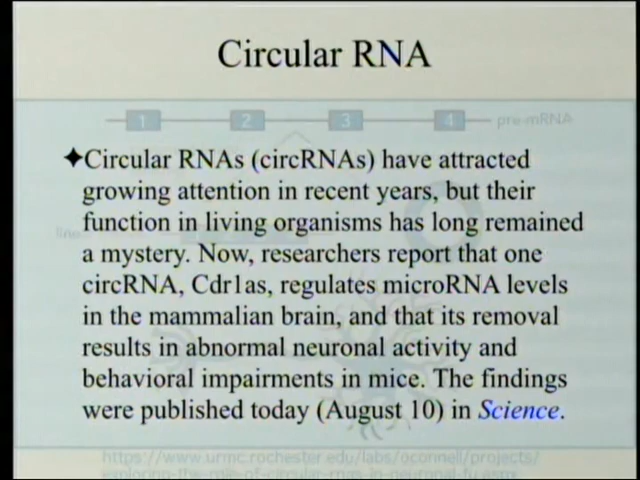 Circular RNA
1 2 3 4 pre-mRNA
✦Circular RNAs (circRNAs) have attracted
growing attention in recent years, but their
function in living organisms has long remained
a mystery. Now, researchers report that one
circRNA, Cdr1as, regulates microRNA levels
in the mammalian brain, and that its removal
results in abnormal neuronal activity and
behavioral impairments in mice. The findings
were published today (August 10) in Science.
https://www.urmc.rochester.edu/labs/oconnell/projects/